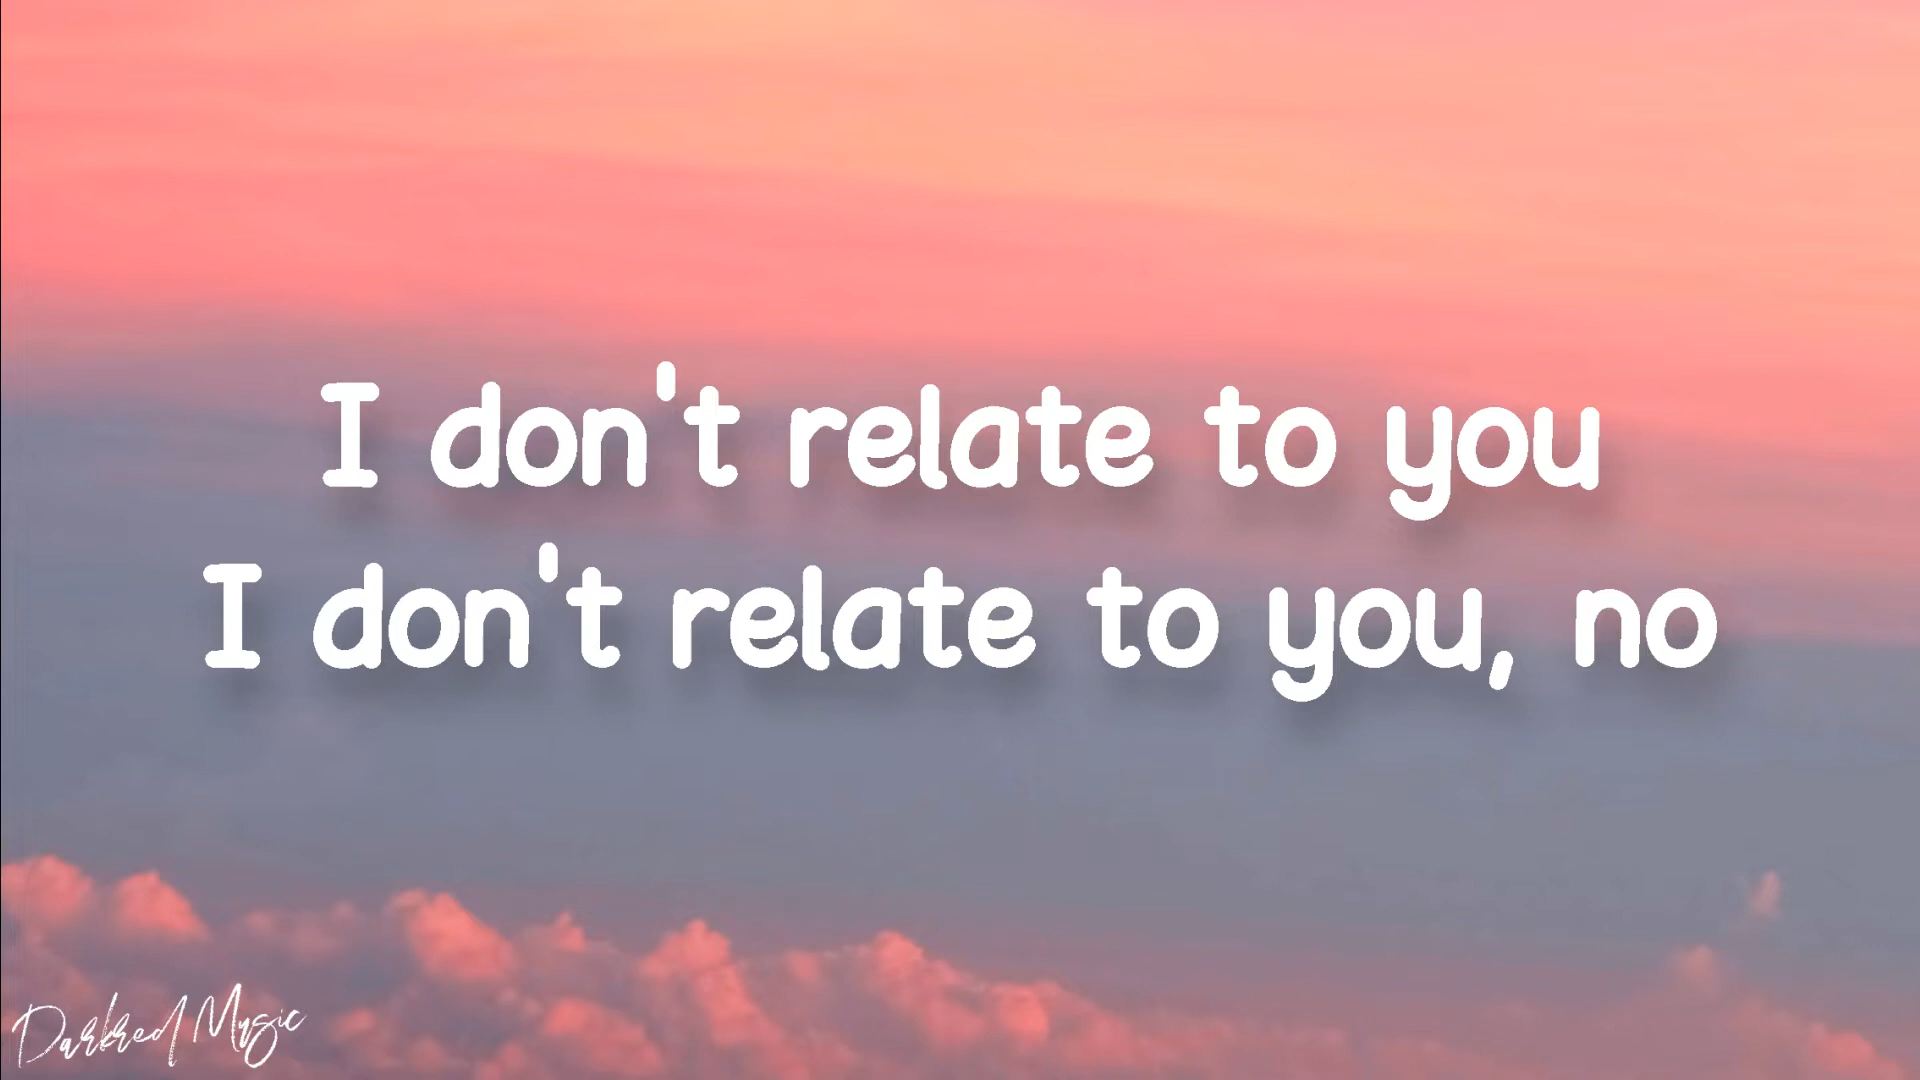 I don't relate to you
I don't relate to you, no
Darkred Music